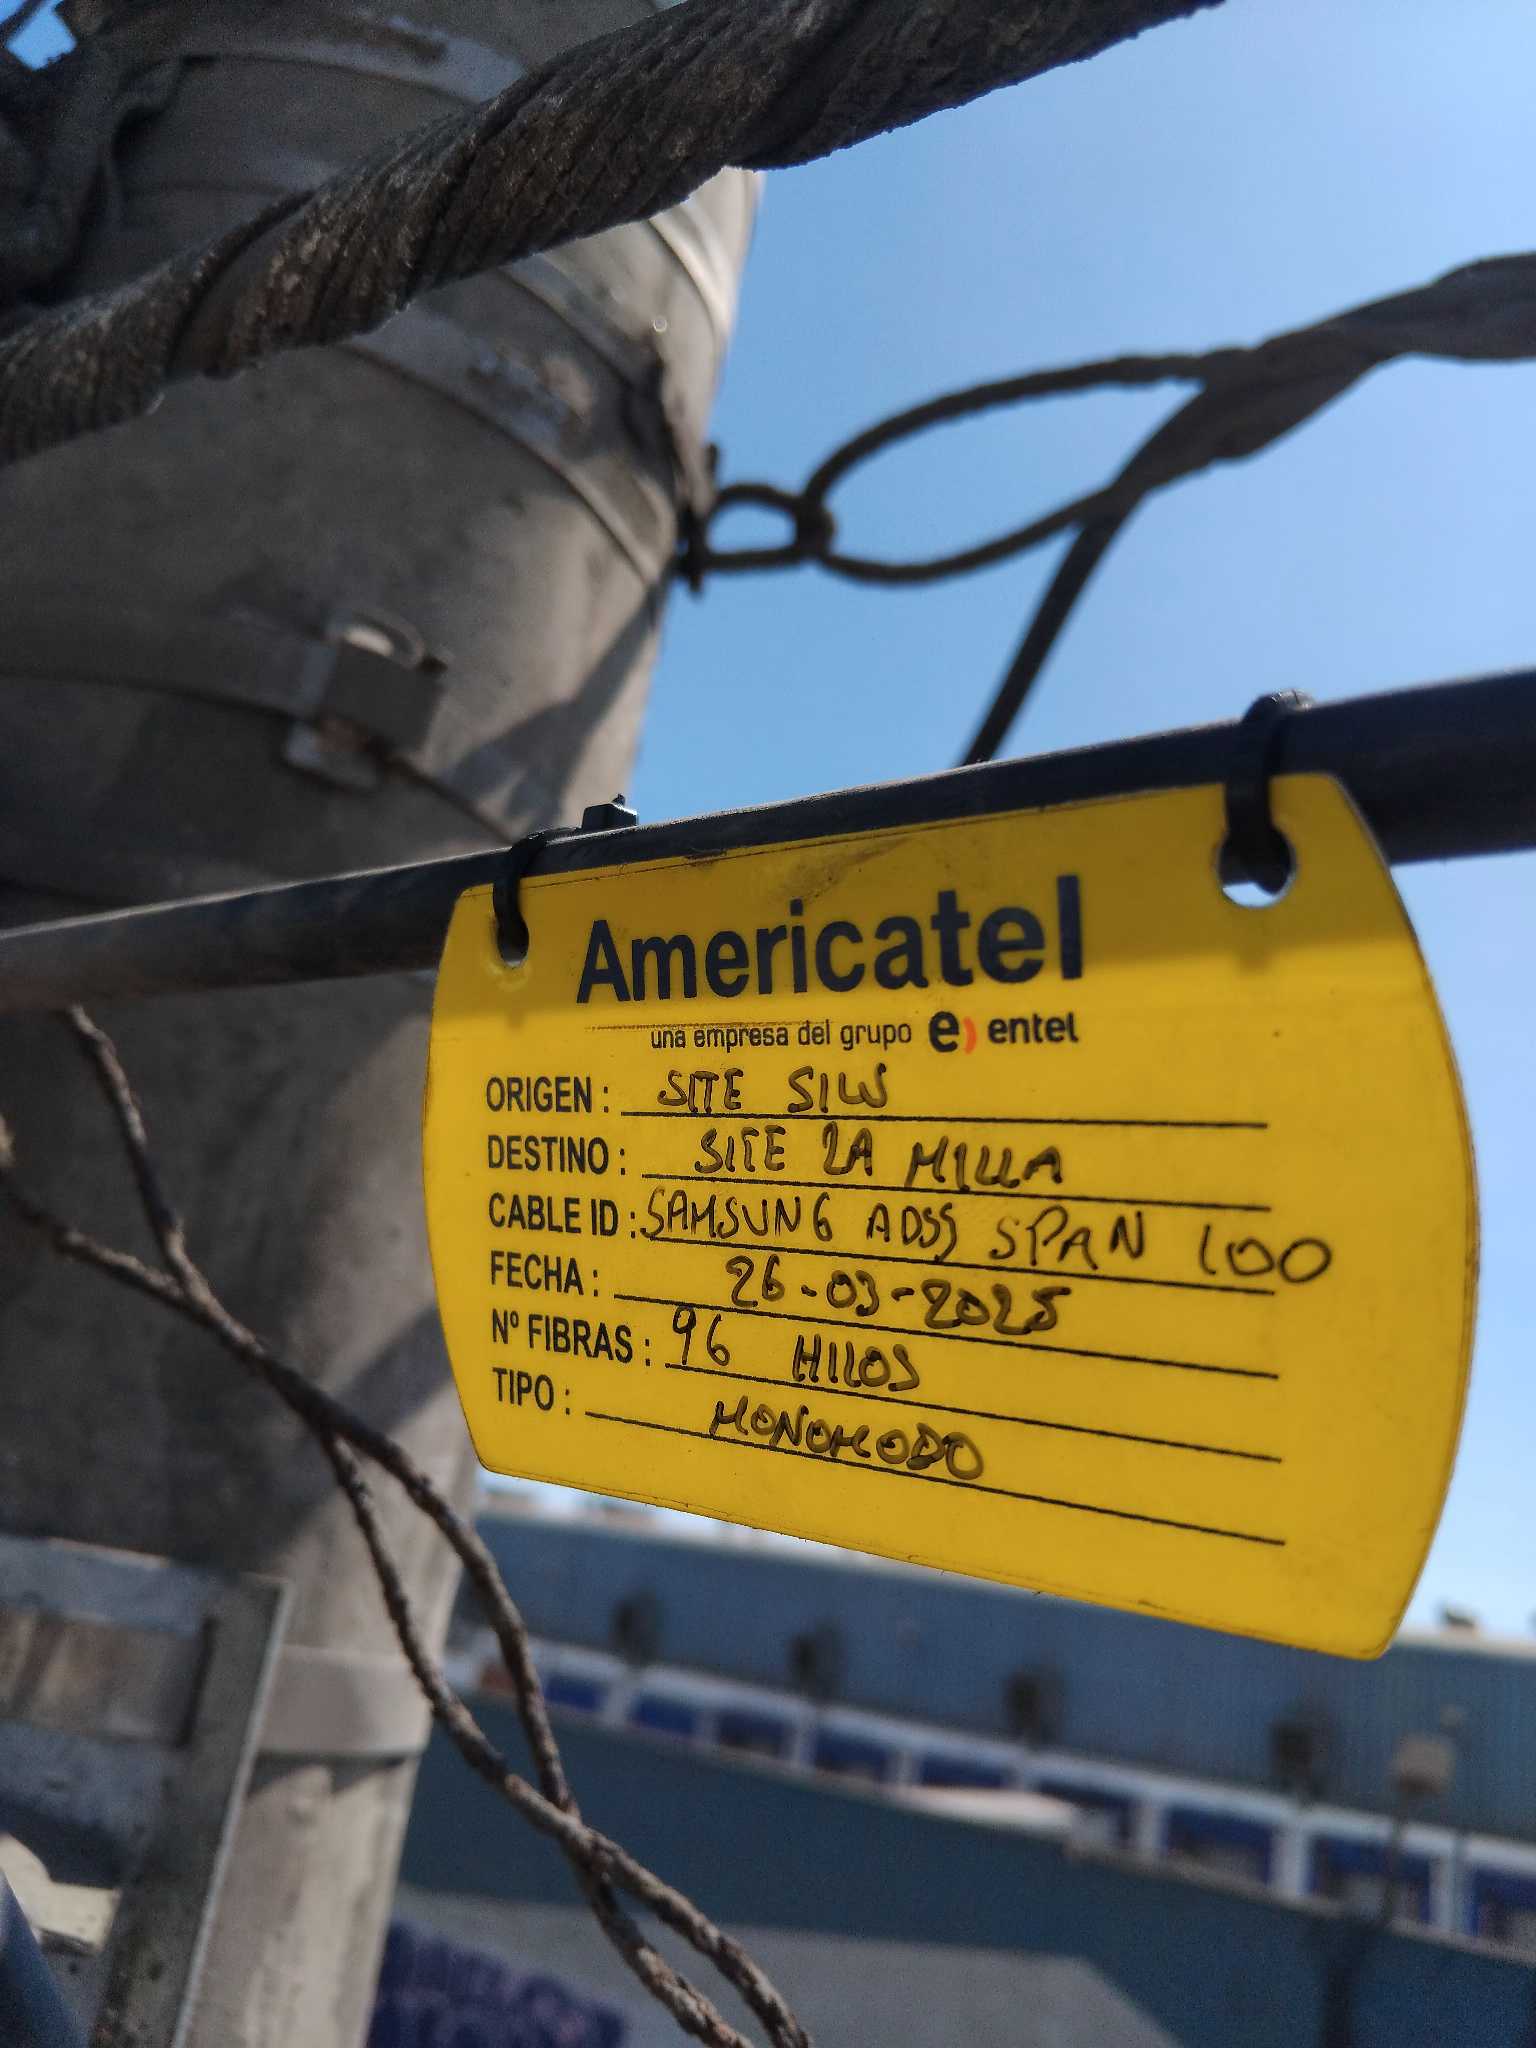 Americatel
una empresa del grupo e) entel
ORIGEN : SITE SILW
DESTINO : SITE LA MILLA
CABLE ID : SAMSUNG ADSS SPAN 100
FECHA : 26-03-2025
Nº FIBRAS : 96 HILOS
TIPO : MONOMODO